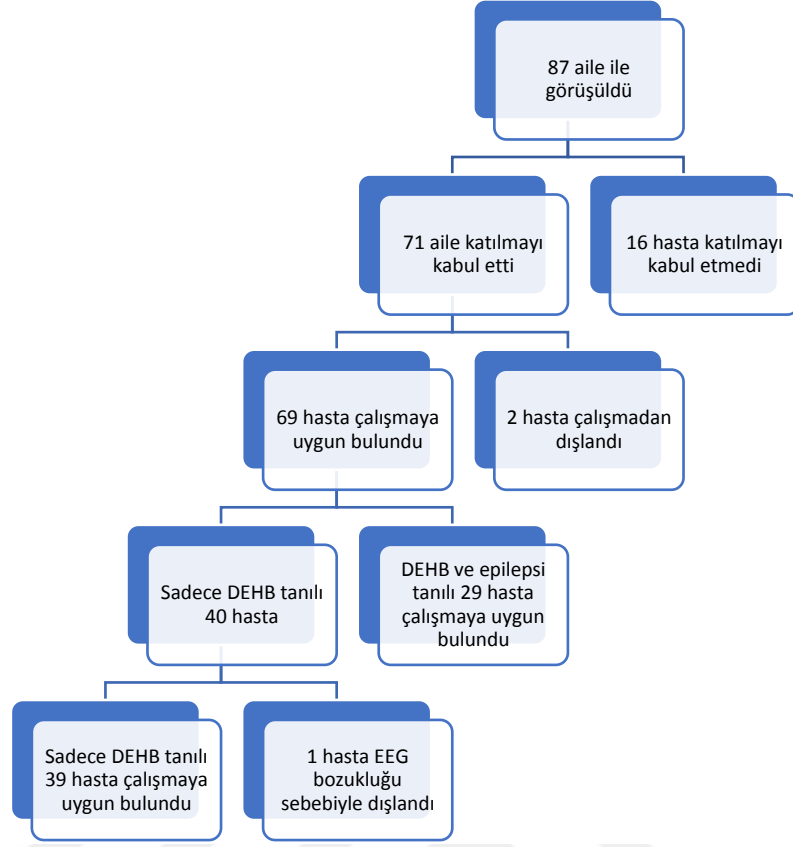 87 aile ile
görüşüldü
71 aile katılmayı
kabul etti
16 hasta katılmayı
kabul etmedi
69 hasta çalışmaya
uygun bulundu
2 hasta çalışmadan
dışlandı
Sadece DEHB tanılı
40 hasta
DEHB ve epilepsi
tanılı 29 hasta
çalışmaya uygun
bulundu
Sadece DEHB tanılı
39 hasta çalışmaya
uygun bulundu
1 hasta EEG
bozukluğu
sebebiyle dışlandı